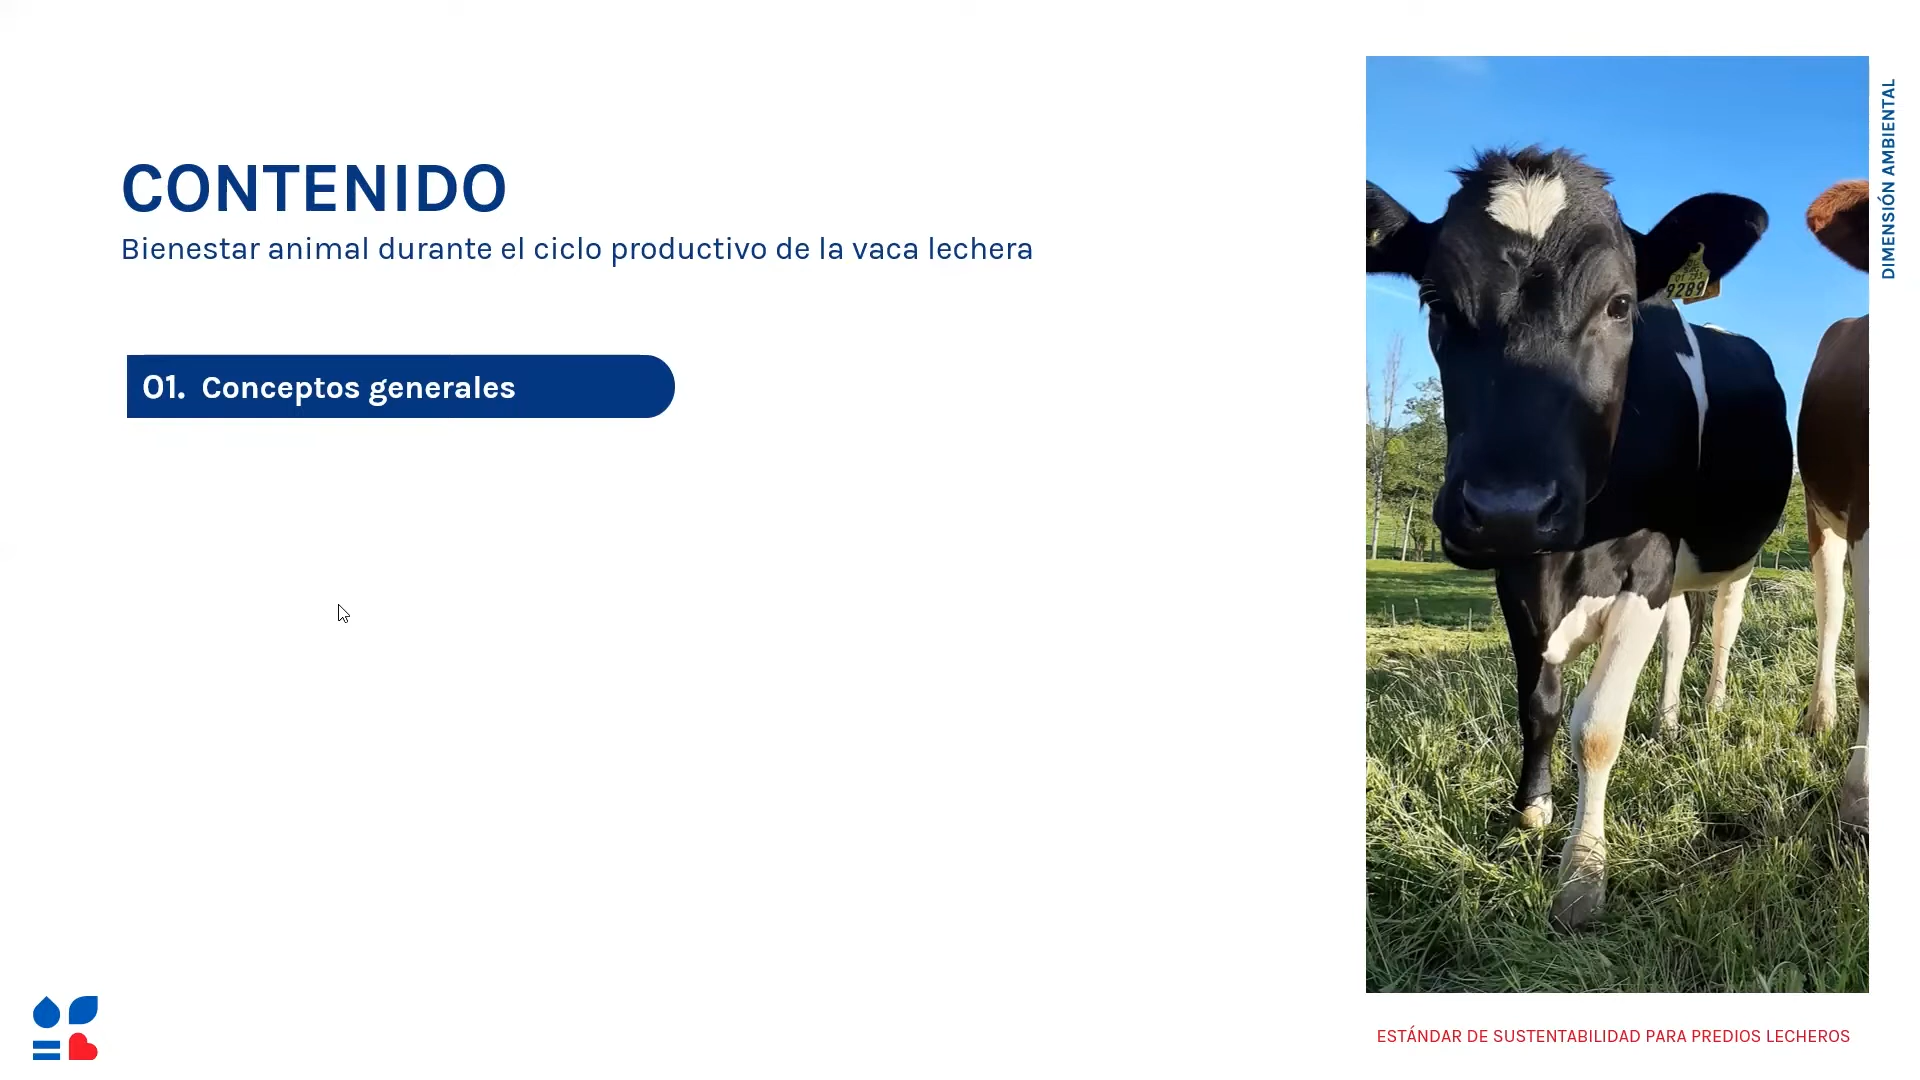 CONTENIDO
Bienestar animal durante el ciclo productivo de la vaca lechera
01. Conceptos generales
DIMENSIÓN AMBIENTAL
9289
ESTÁNDAR DE SUSTENTABILIDAD PARA PREDIOS LECHEROS